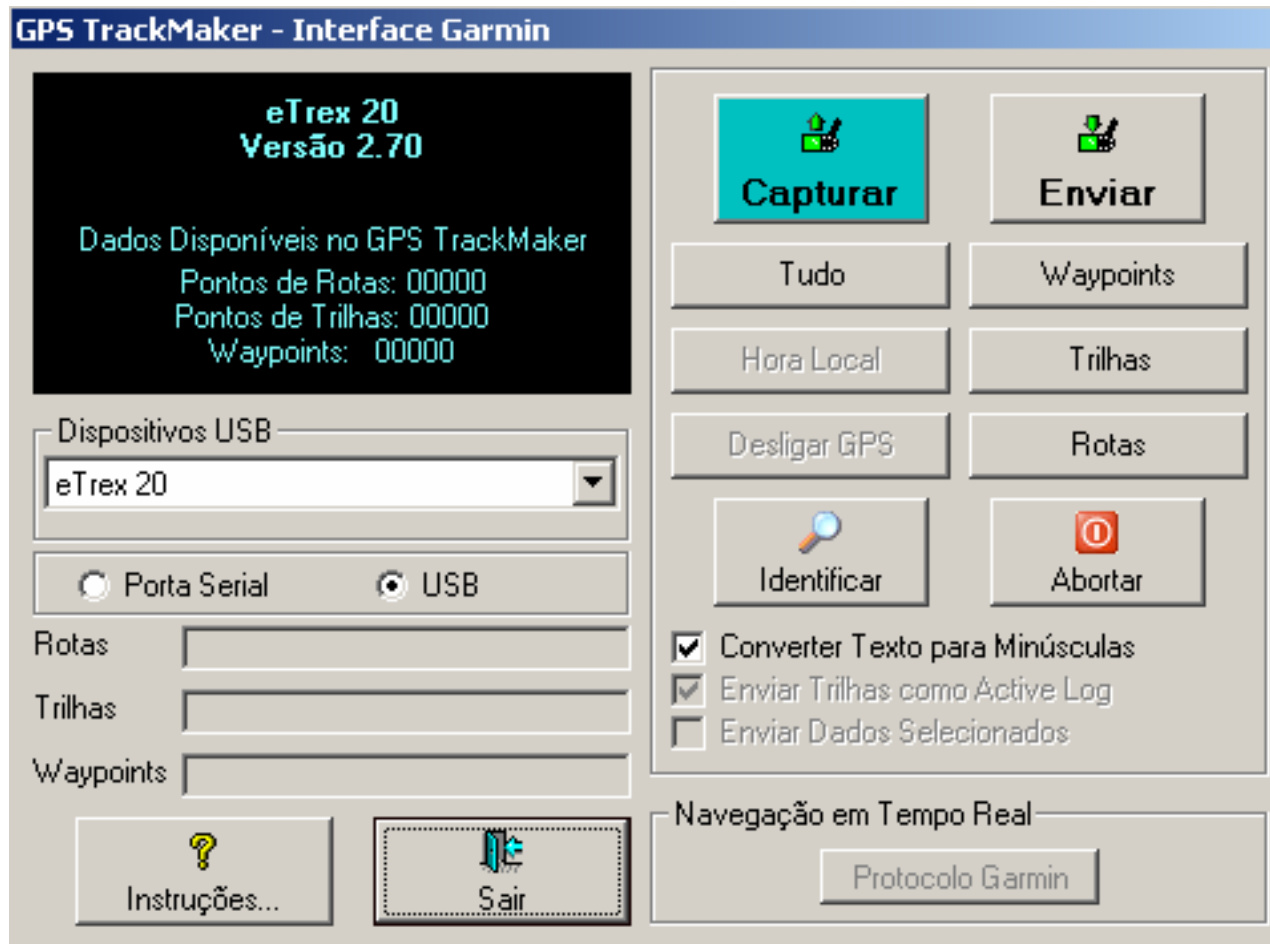 GPS TrackMaker - Interface Garmin
eTrex 20
Versão 2.70
Dados Disponíveis no GPS TrackMaker
Pontos de Rotas: 00000
Pontos de Trilhas: 00000
Waypoints: 00000
Dispositivos USB
eTrex 20
Porta Serial
USB
Rotas
Trilhas
Waypoints
Instruções...
Sair
Capturar
Enviar
Tudo
Waypoints
Hora Local
Trilhas
Desligar GPS
Rotas
Identificar
Abortar
Converter Texto para Minúsculas
Enviar Trilhas como Active Log
Enviar Dados Selecionados
Navegação em Tempo Real
Protocolo Garmin